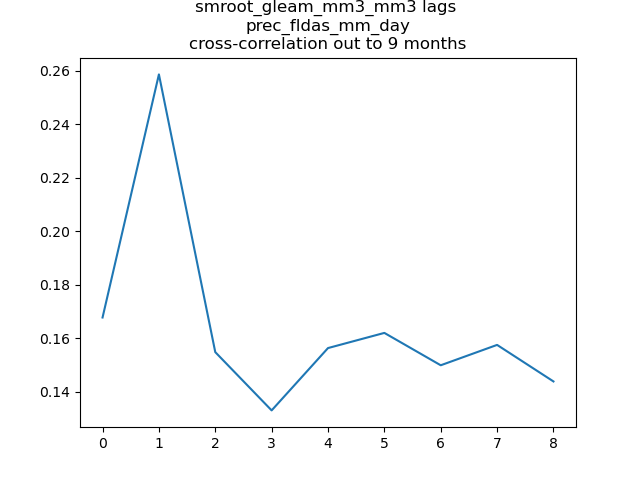 smroot_gleam_mm3_mm3 lags
prec_fldas_mm_day
cross-correlation out to 9 months
0.26
0.24
0.22
0.20
0.18
0.16
0.14
0 1 2 3 4 5 6 7 8